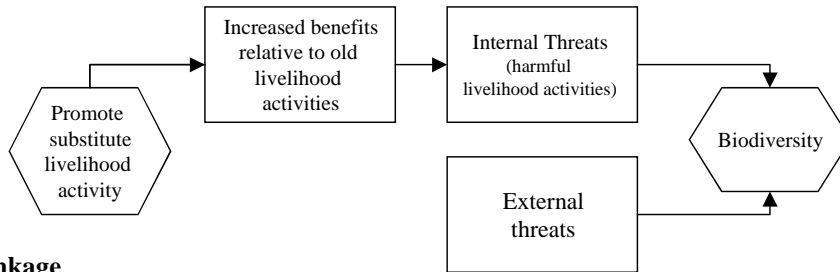 Increased benefits
relative to old
livelihood
activities
Internal Threats
(harmful
livelihood activities)
Promote
substitute
livelihood
activity
Biodiversity
External
threats